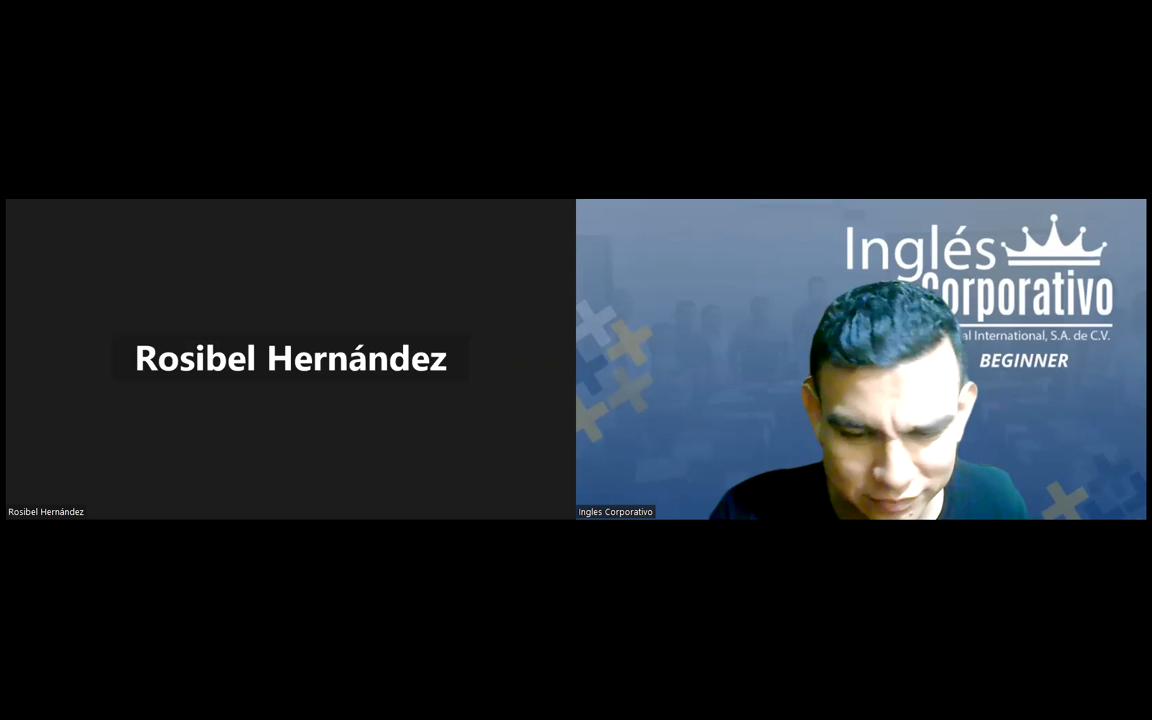 Rosibel Hernández
Rosibel Hernández
Inglés
Corporativo
al International, S.A. de C.V.
BEGINNER
Ingles Corporativo